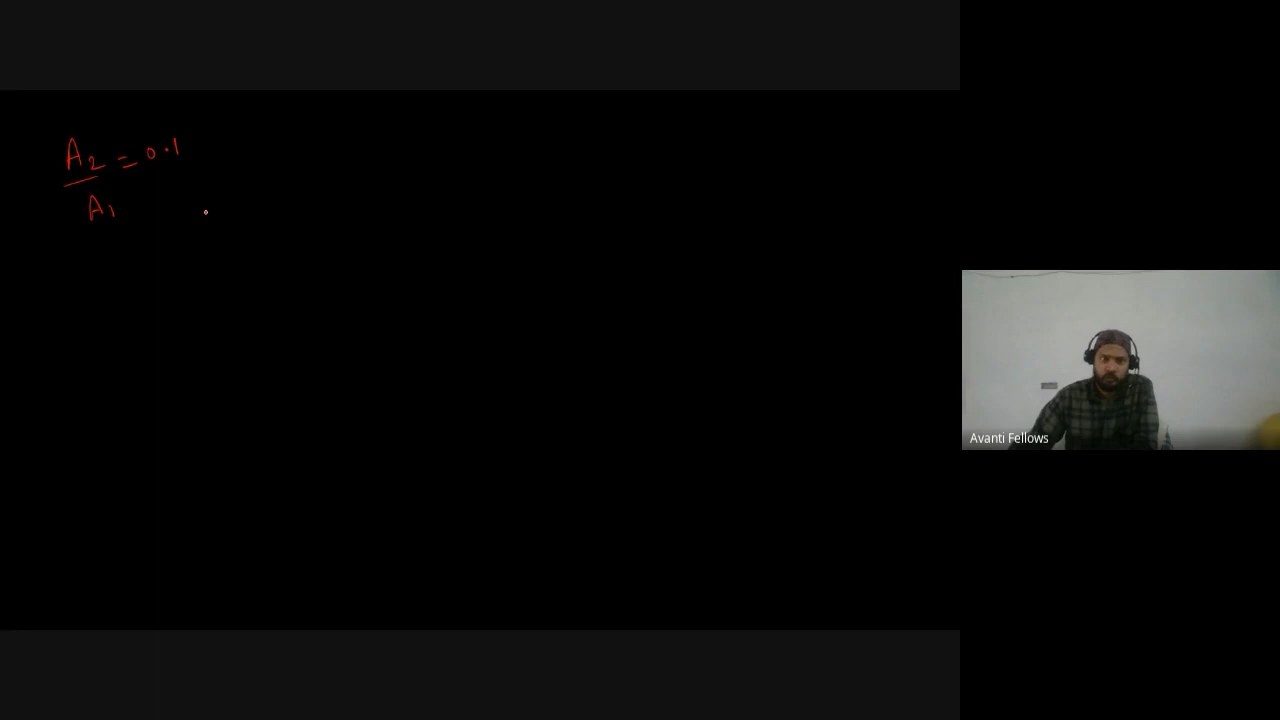 A₂ = 0.1
A₁
Avanti Fellows